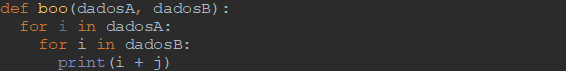 def boo(dadosA, dadosB):
  for i in dadosA:
    for i in dadosB:
      print(i + j)